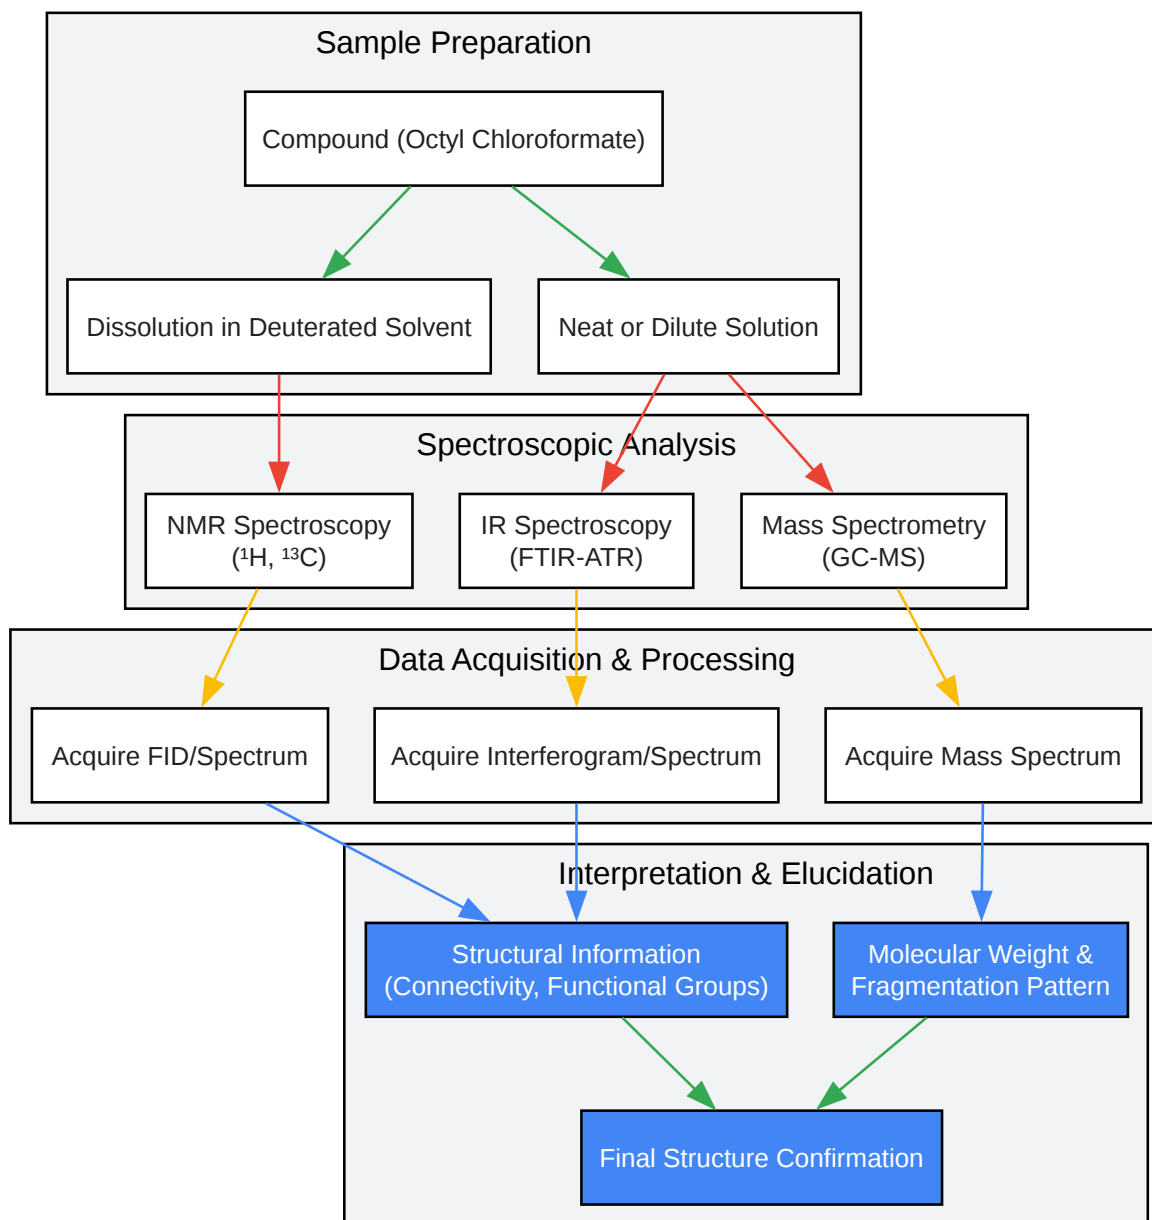 Sample Preparation
Compound (Octyl Chloroformate)
Dissolution in Deuterated Solvent
Neat or Dilute Solution
Spectroscopic Analysis
NMR Spectroscopy
(¹H, ¹³C)
IR Spectroscopy
(FTIR-ATR)
Mass Spectrometry
(GC-MS)
Data Acquisition & Processing
Acquire FID/Spectrum
Acquire Interferogram/Spectrum
Acquire Mass Spectrum
Interpretation & Elucidation
Structural Information
(Connectivity, Functional Groups)
Molecular Weight &
Fragmentation Pattern
Final Structure Confirmation